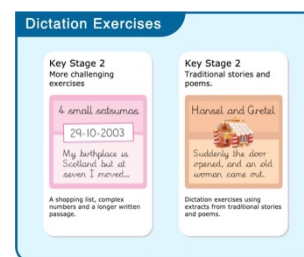 Dictation Exercises
Key Stage 2
More challenging
exercises
4 small satsumas
29-10-2003
My birthplace is
Scotland but at
seven I moved...
A shopping list, complex
numbers and a longer written
passage.
Key Stage 2
Traditional stories and
poems.
Hansel and Gretel
Suddenly the door
opened, and an old
woman came out.
Dictation exercises using
extracts from traditional stories
and poems.